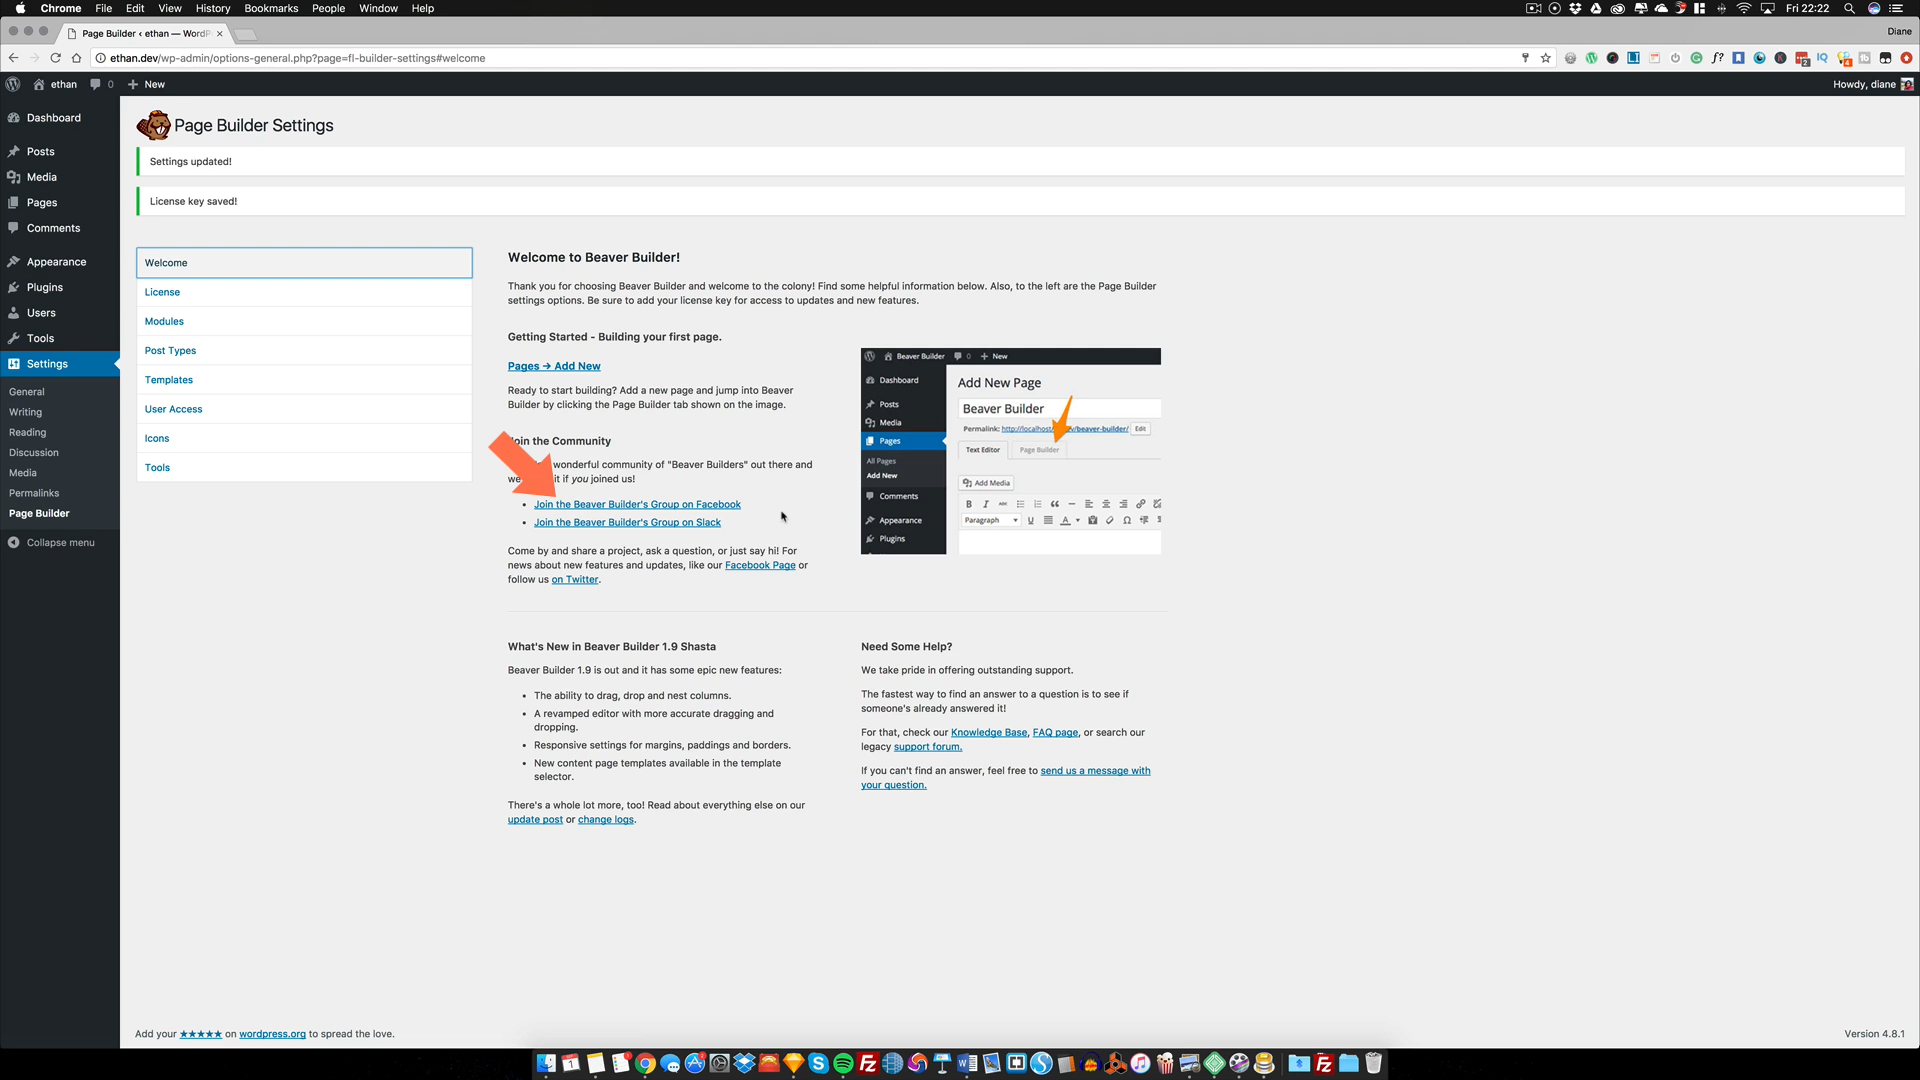 Chrome File Edit View History Bookmarks People Window Help
Fri 22:22
Page Builder ‹ ethan — WordP
Diane
ethan.dev/wp-admin/options-general.php?page=fl-builder-settings#welcome
ethan 0 New
Howdy, diane
Dashboard
Posts
Media
Pages
Comments
Appearance
Plugins
Users
Tools
Settings
General
Writing
Reading
Discussion
Media
Permalinks
Page Builder
Collapse menu
Page Builder Settings
Settings updated!
License key saved!
Welcome
License
Modules
Post Types
Templates
User Access
Icons
Tools
Welcome to Beaver Builder!
Thank you for choosing Beaver Builder and welcome to the colony! Find some helpful information below. Also, to the left are the Page Builder
settings options. Be sure to add your license key for access to updates and new features.
Getting Started - Building your first page.
Pages → Add New
Ready to start building? Add a new page and jump into Beaver
Builder by clicking the Page Builder tab shown on the image.
Join the Community
wonderful community of "Beaver Builders" out there and
it if you joined us!
• Join the Beaver Builder's Group on Facebook
• Join the Beaver Builder's Group on Slack
Come by and share a project, ask a question, or just say hi! For
news about new features and updates, like our Facebook Page or
follow us on Twitter.
Beaver Builder 0 New
Dashboard
Posts
Media
Pages
All Pages
Add New
Comments
Appearance
Plugins
Add New Page
Beaver Builder
Permalink: http://localhost/ /beaver-builder/ Edit
Text Editor Page Builder
Add Media
B I ABC
Paragraph U A Ω
What's New in Beaver Builder 1.9 Shasta
Beaver Builder 1.9 is out and it has some epic new features:
• The ability to drag, drop and nest columns.
• A revamped editor with more accurate dragging and
dropping.
• Responsive settings for margins, paddings and borders.
• New content page templates available in the template
selector.
There's a whole lot more, too! Read about everything else on our
update post or change logs.
Need Some Help?
We take pride in offering outstanding support.
The fastest way to find an answer to a question is to see if
someone's already answered it!
For that, check our Knowledge Base, FAQ page, or search our
legacy support forum.
If you can't find an answer, feel free to send us a message with
your question.
Add your ★★★★★ on wordpress.org to spread the love.
Version 4.8.1